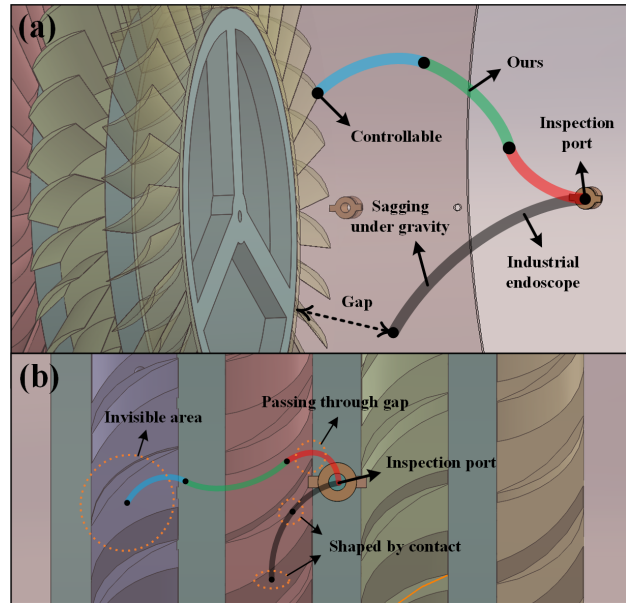 (a)
Ours
Controllable
Inspection
port
Sagging
under gravity
Industrial
endoscope
Gap
(b)
Passing through gap
Invisible area
Inspection port
Shaped by contact